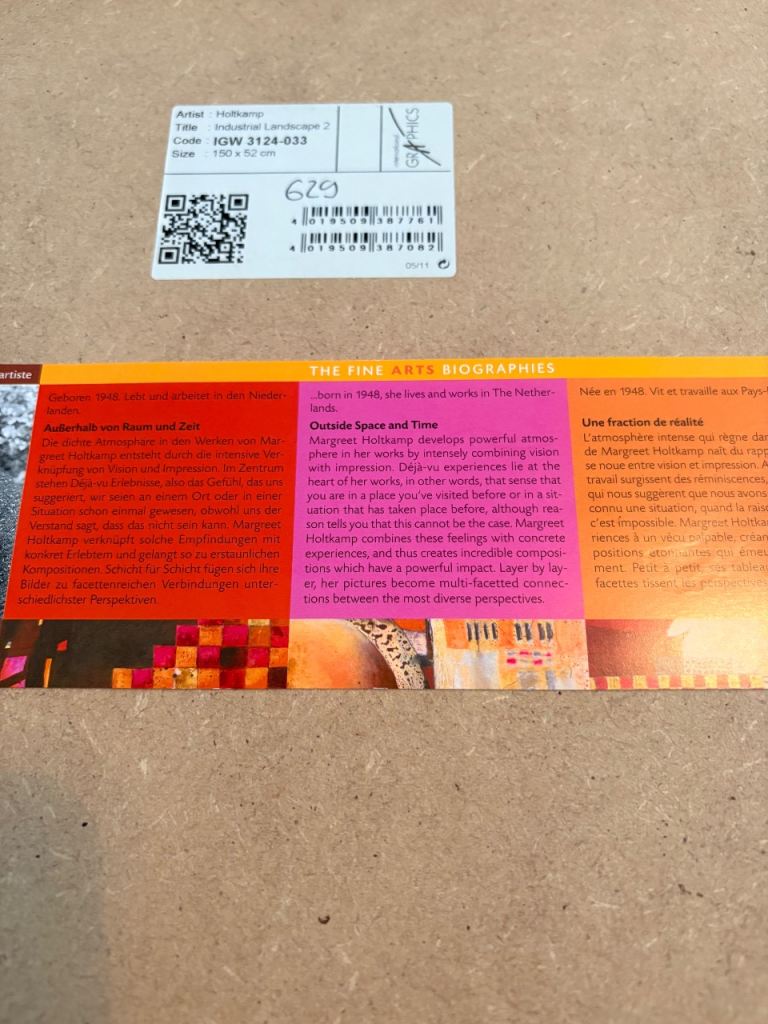 Artist : Holtkamp
Title : Industrial Landscape 2
Code : IGW 3124-033
Size : 150 x 52 cm
international
GRAPHICS
629
4 019509 387761
4 019509 387082
05/11
artiste
THE FINE ARTS BIOGRAPHIES
Geboren 1948. Lebt und arbeitet in den Nieder-
landen.
Außerhalb von Raum und Zeit
Die dichte Atmosphäre in den Werken von Mar-
greet Holtkamp entsteht durch die intensive Ver-
knüpfung von Vision und Impression. Im Zentrum
stehen Déjà-vu Erlebnisse, also das Gefühl, das uns
suggeriert, wir seien an einem Ort oder in einer
Situation schon einmal gewesen, obwohl uns der
Verstand sagt, dass das nicht sein kann. Margreet
Holtkamp verknüpft solche Empfindungen mit
konkret Erlebtem und gelangt so zu erstaunlichen
Kompositionen. Schicht für Schicht fügen sich ihre
Bilder zu facettenreichen Verbindungen unter-
schiedlichster Perspektiven.
...born in 1948, she lives and works in The Nether-
lands.
Outside Space and Time
Margreet Holtkamp develops powerful atmos-
phere in her works by intensely combining vision
with impression. Déjà-vu experiences lie at the
heart of her works, in other words, that sense that
you are in a place you've visited before or in a sit-
uation that has taken place before, although rea-
son tells you that this cannot be the case. Margreet
Holtkamp combines these feelings with concrete
experiences, and thus creates incredible composi-
tions which have a powerful impact. Layer by lay-
er, her pictures become multi-facetted connec-
tions between the most diverse perspectives.
Née en 1948. Vit et travaille aux Pays-
Une fraction de réalité
L'atmosphère intense qui règne dan
de Margreet Holtkamp naît du rapp
se noue entre vision et impression. A
travail surgissent des réminiscences,
qui nous suggèrent que nous avons
connu une situation, quand la raiso
c'est impossible. Margreet Holtka
riences à un vécu palpable, créan
positions étonnantes qui émeu
ment. Petit à petit, ses tableau
facettes tissent les perspectives